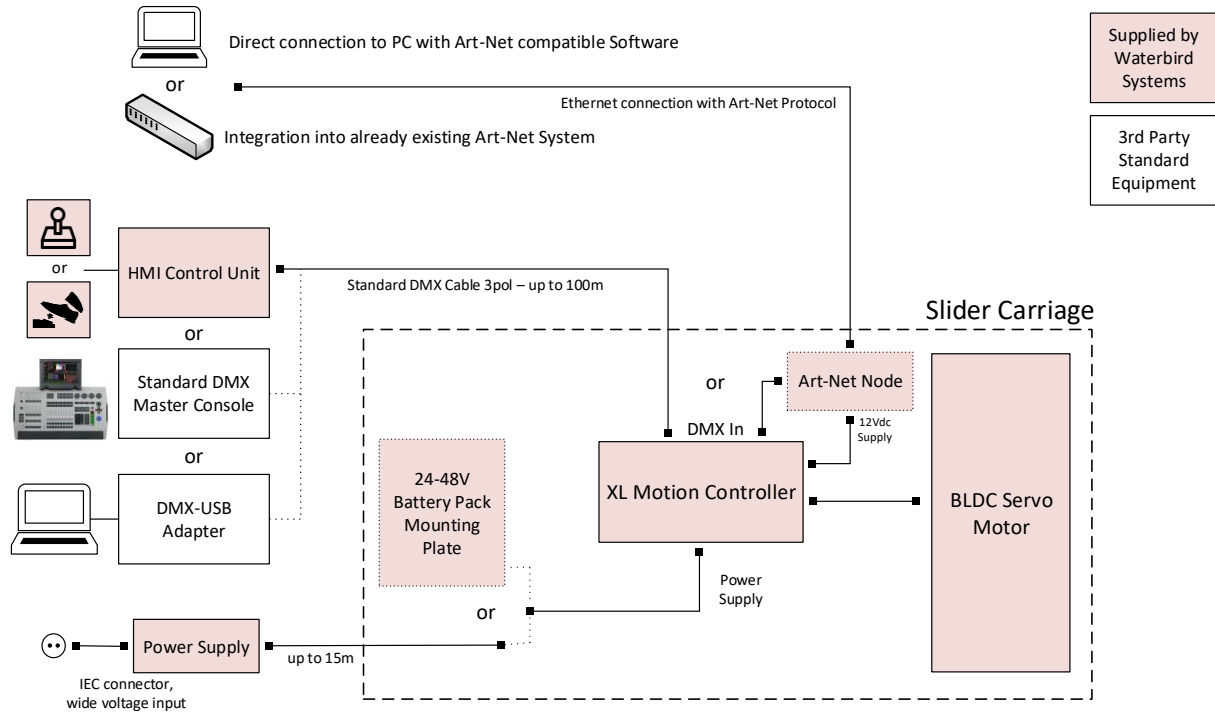 Direct connection to PC with Art-Net compatible Software
or
Ethernet connection with Art-Net Protocol
Integration into already existing Art-Net System
Supplied by
Waterbird
Systems
3rd Party
Standard
Equipment
or
HMI Control Unit
Standard DMX Cable 3pol – up to 100m
or
Standard DMX
Master Console
or
DMX-USB
Adapter
Power Supply
up to 15m
IEC connector,
wide voltage input
Slider Carriage
or
Art-Net Node
DMX In
12Vdc
Supply
24-48V
Battery Pack
Mounting
Plate
XL Motion Controller
BLDC Servo
Motor
Power
Supply
or